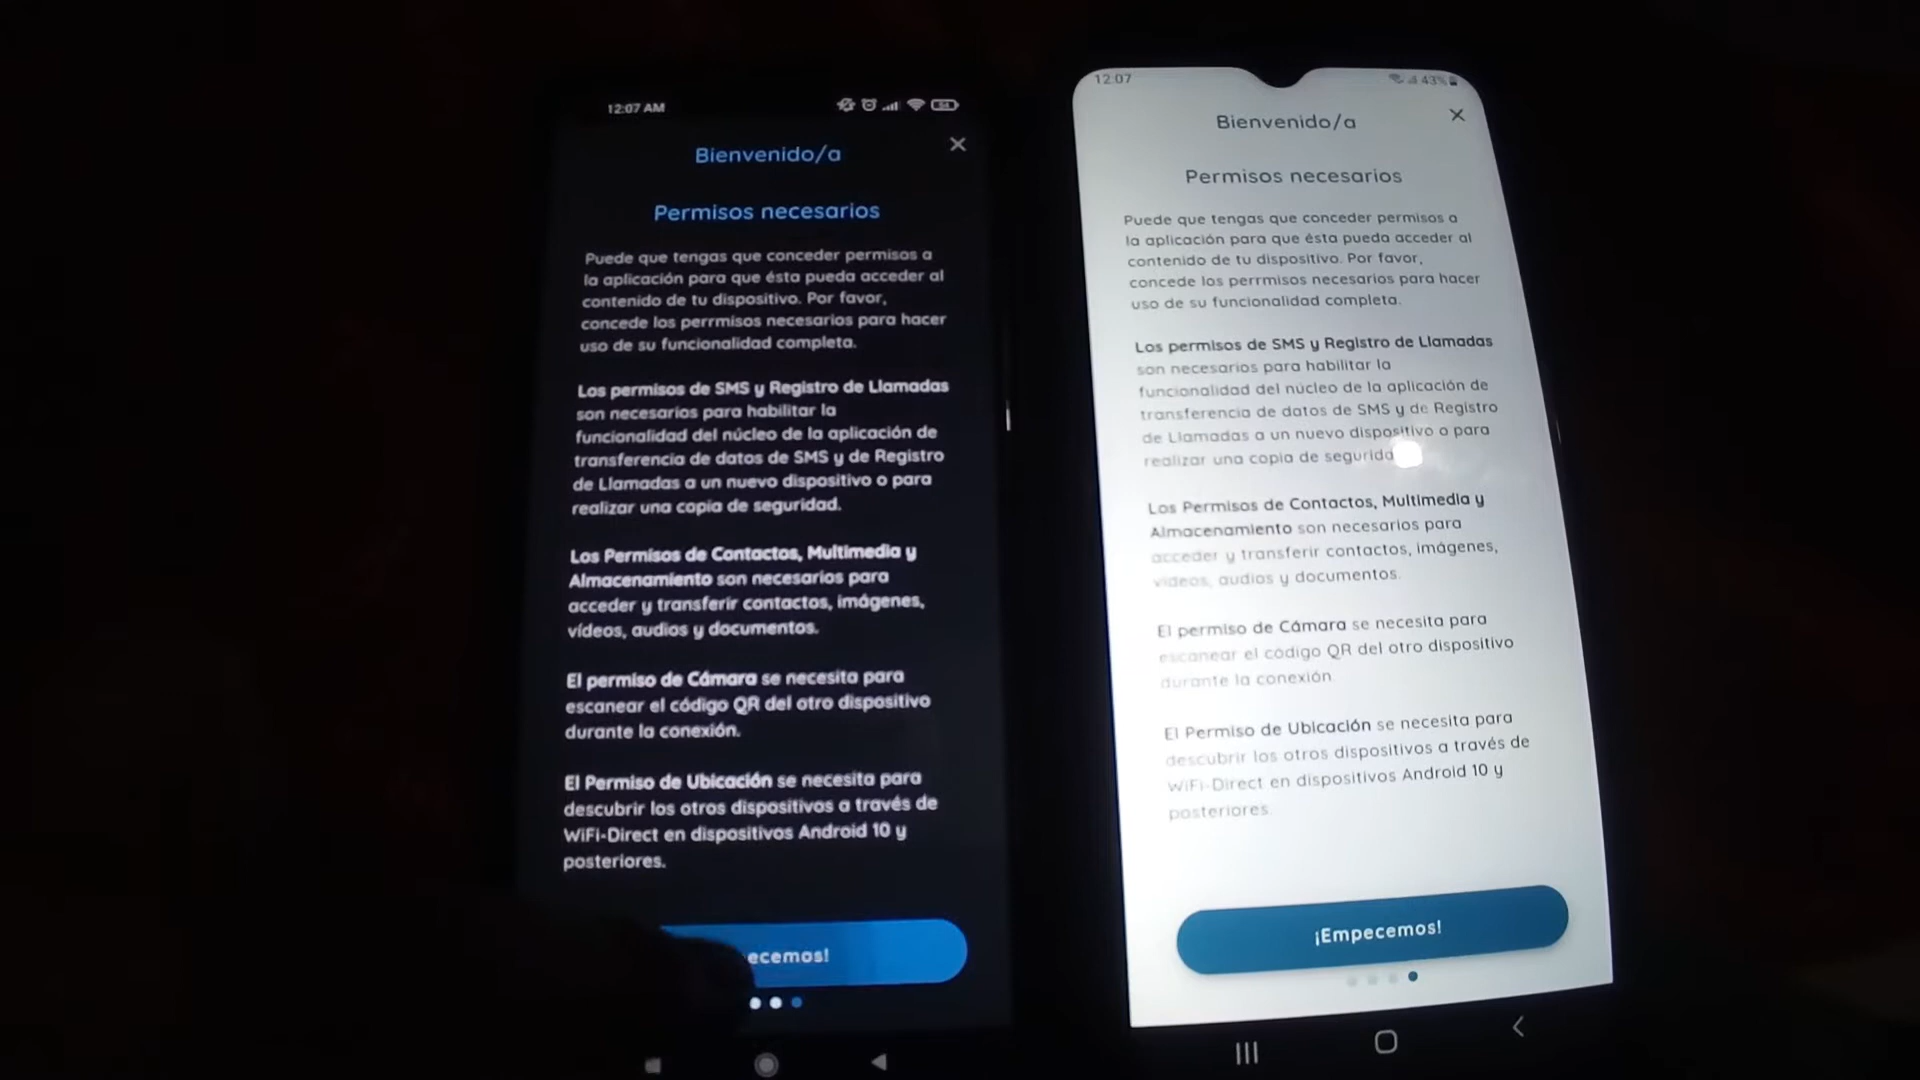 12:07 AM
54
Bienvenido/a
Permisos necesarios
Puede que tengas que conceder permisos a
la aplicación para que ésta pueda acceder al
contenido de tu dispositivo. Por favor,
concede los perrmisos necesarios para hacer
uso de su funcionalidad completa.
Los permisos de SMS y Registro de Llamadas
son necesarios para habilitar la
funcionalidad del núcleo de la aplicación de
transferencia de datos de SMS y de Registro
de Llamadas a un nuevo dispositivo o para
realizar una copia de seguridad.
Los Permisos de Contactos, Multimedia y
Almacenamiento son necesarios para
acceder y transferir contactos, imágenes,
vídeos, audios y documentos.
El permiso de Cámara se necesita para
escanear el código QR del otro dispositivo
durante la conexión.
El Permiso de Ubicación se necesita para
descubrir los otros dispositivos a través de
WiFi-Direct en dispositivos Android 10 y
posteriores.
ecemos!
12:07
43%
Bienvenido/a
Permisos necesarios
Puede que tengas que conceder permisos a
la aplicación para que ésta pueda acceder al
contenido de tu dispositivo. Por favor,
concede los perrmisos necesarios para hacer
uso de su funcionalidad completa.
Los permisos de SMS y Registro de Llamadas
son necesarios para habilitar la
funcionalidad del núcleo de la aplicación de
transferencia de datos de SMS y de Registro
de Llamadas a un nuevo dispositivo o para
realizar una copia de segurida
Los Permisos de Contactos, Multimedia y
Almacenamiento son necesarios para
acceder y transferir contactos, imágenes,
vídeos, audios y documentos.
El permiso de Cámara se necesita para
escanear el código QR del otro dispositivo
durante la conexión.
El Permiso de Ubicación se necesita para
descubrir los otros dispositivos a través de
WiFi-Direct en dispositivos Android 10 y
posteriores.
¡Empecemos!